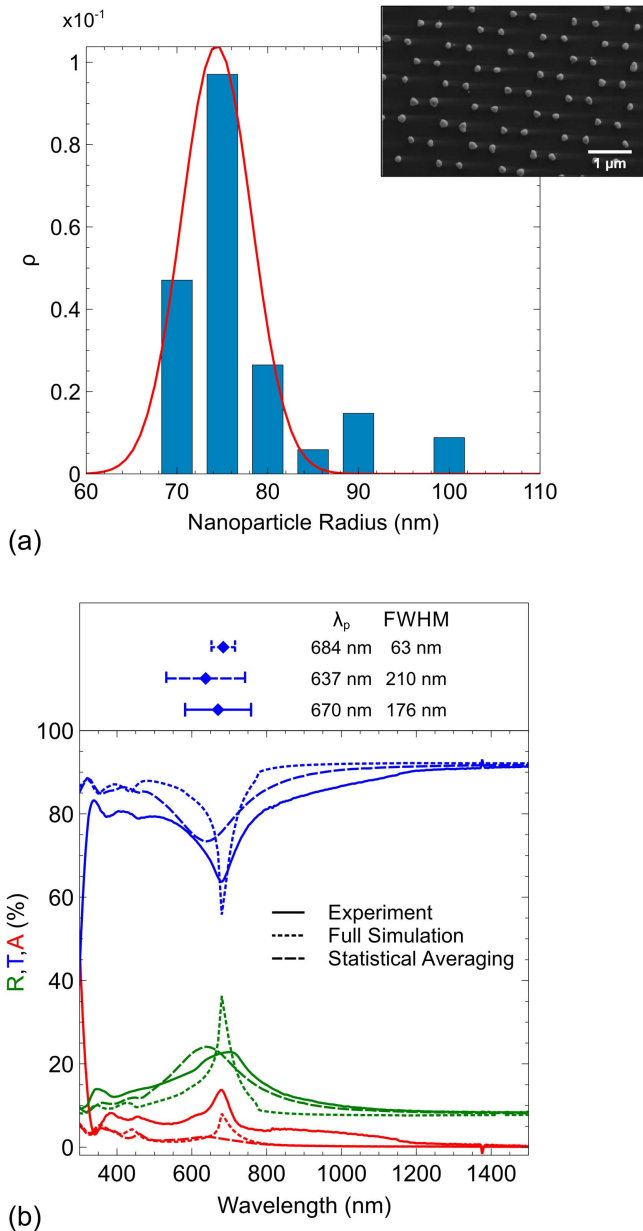 x10⁻¹
1
0.8
0.6
0.4
0.2
0
ρ
60
70
80
90
100
110
Nanoparticle Radius (nm)
1 µm
(a)
λp FWHM
684 nm 63 nm
637 nm 210 nm
670 nm 176 nm
100
80
60
40
20
0
R,T,A (%)
Experiment
Full Simulation
Statistical Averaging
400
600
800
1000
1200
1400
Wavelength (nm)
(b)